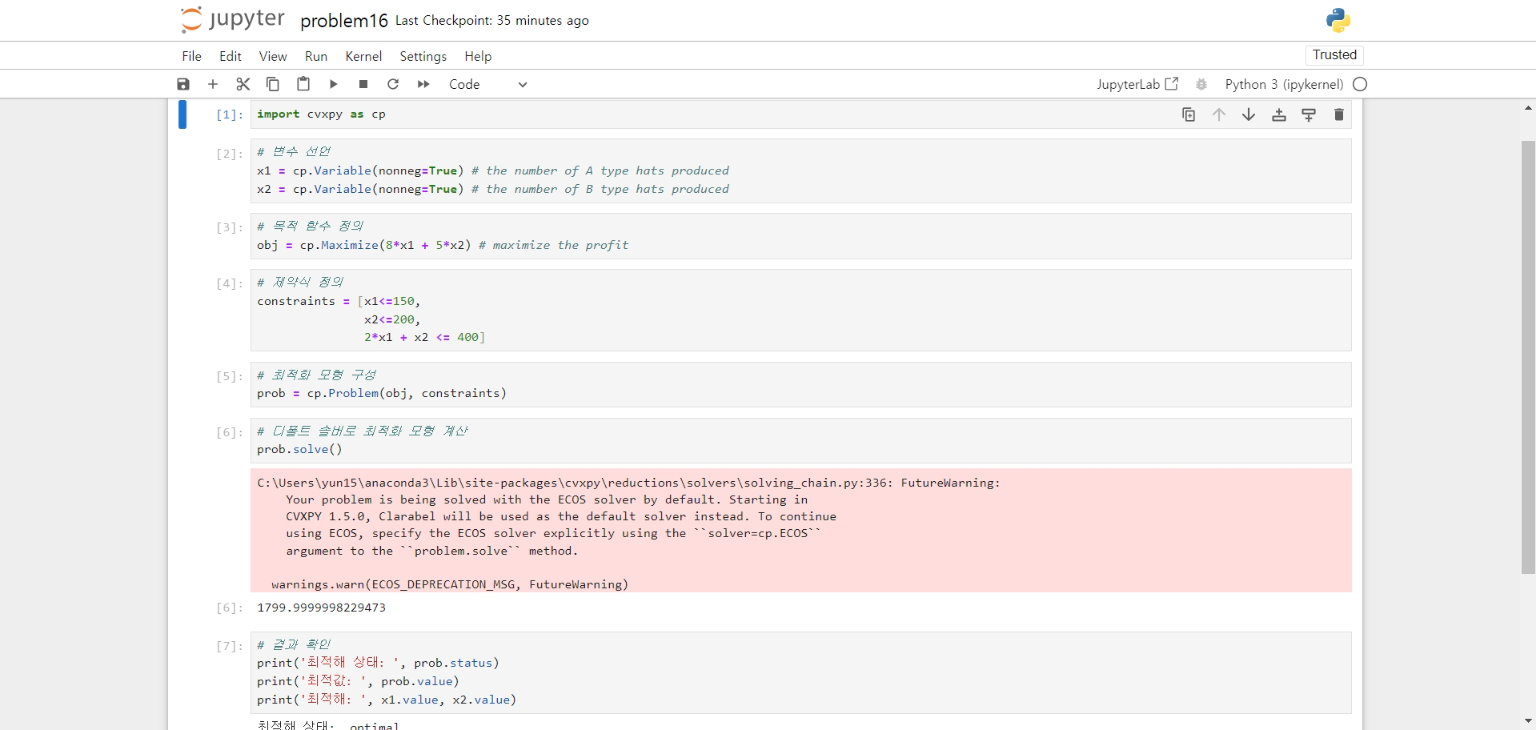 jupyter problem16 Last Checkpoint: 35 minutes ago
File Edit View Run Kernel Settings Help
Trusted
Code
JupyterLab
Python 3 (ipykernel)
[1]: import cvxpy as cp
[2]: # 변수 선언
x1 = cp.Variable(nonneg=True) # the number of A type hats produced
x2 = cp.Variable(nonneg=True) # the number of B type hats produced
[3]: # 목적 함수 정의
obj = cp.Maximize(8*x1 + 5*x2) # maximize the profit
[4]: # 제약식 정의
constraints = [x1<=150,
x2<=200,
2*x1 + x2 <= 400]
[5]: # 최적화 모형 구성
prob = cp.Problem(obj, constraints)
[6]: # 디폴트 솔버로 최적화 모형 계산
prob.solve()
C:\Users\yun15\anaconda3\Lib\site-packages\cvxpy\reductions\solvers\solving_chain.py:336: FutureWarning:
Your problem is being solved with the ECOS solver by default. Starting in
CVXPY 1.5.0, Clarabel will be used as the default solver instead. To continue
using ECOS, specify the ECOS solver explicitly using the ``solver=cp.ECOS``
argument to the ``problem.solve`` method.
warnings.warn(ECOS_DEPRECATION_MSG, FutureWarning)
[6]: 1799.9999998229473
[7]: # 결과 확인
print('최적해 상태: ', prob.status)
print('최적값: ', prob.value)
print('최적해: ', x1.value, x2.value)
최적해 상태:  optimal